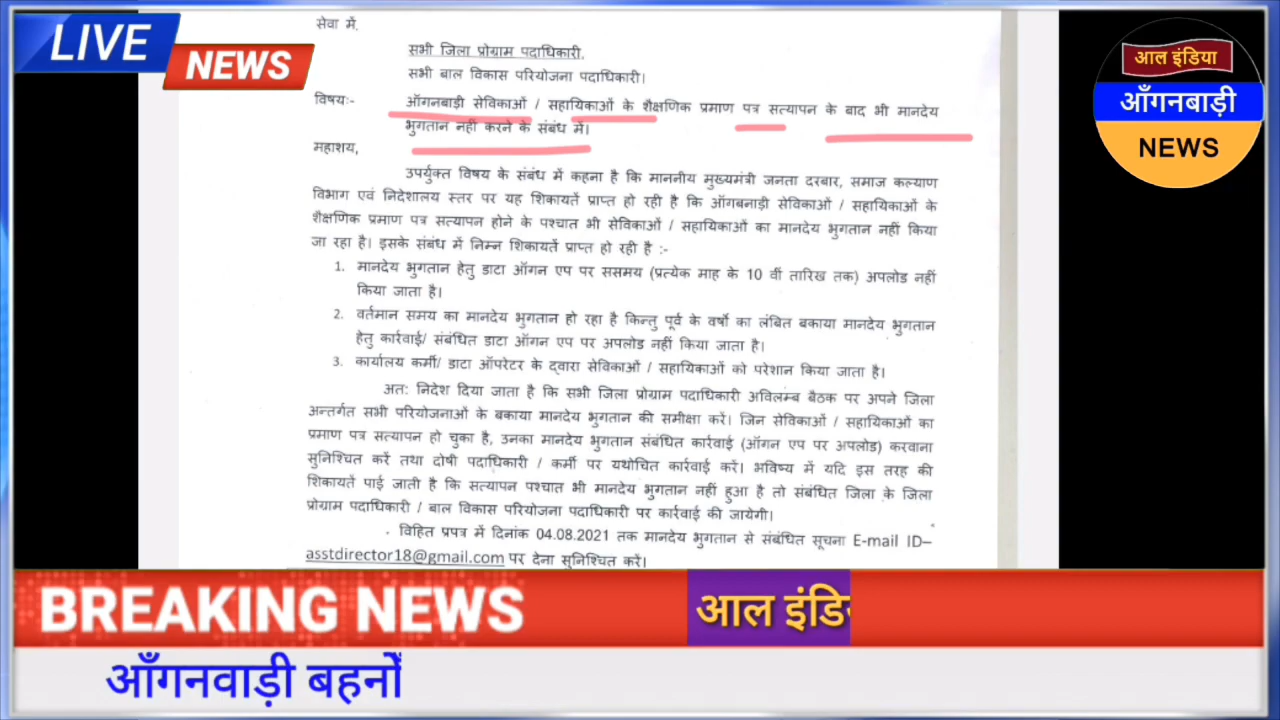 LIVE
NEWS
आल इंडिया
आँगनबाड़ी
NEWS
सेवा में,
सभी जिला प्रोग्राम पदाधिकारी,
सभी बाल विकास परियोजना पदाधिकारी।
विषयः- ऑगनबाड़ी सेविकाओं / सहायिकाओं के शैक्षणिक प्रमाण पत्र सत्यापन के बाद भी मानदेय
भुगतान नहीं करने के संबंध में।
महाशय,
उपर्युक्त विषय के संबंध में कहना है कि माननीय मुख्यमंत्री जनता दरबार, समाज कल्याण
विभाग एवं निदेशालय स्तर पर यह शिकायतें प्राप्त हो रही है कि ऑगबनाड़ी सेविकाओं / सहायिकाओं के
शैक्षणिक प्रमाण पत्र सत्यापन होने के पश्चात भी सेविकाओं / सहायिकाओं का मानदेय भुगतान नहीं किया
जा रहा है। इसके संबंध में निम्न शिकायतें प्राप्त हो रही है :-
1. मानदेय भुगतान हेतु डाटा ऑगन एप पर ससमय (प्रत्येक माह के 10 वीं तारिख तक) अपलोड नहीं
किया जाता है।
2. वर्तमान समय का मानदेय भुगतान हो रहा है किन्तु पूर्व के वर्षो का लंबित बकाया मानदेय भुगतान
हेतु कार्रवाई/ संबंधित डाटा ऑगन एप पर अपलोड नहीं किया जाता है।
3. कार्यालय कर्मी/ डाटा ऑपरेटर के द्वारा सेविकाओं / सहायिकाओं को परेशान किया जाता है।
अत: निदेश दिया जाता है कि सभी जिला प्रोग्राम पदाधिकारी अविलम्ब बैठक पर अपने जिला
अन्तर्गत सभी परियोजनाओं के बकाया मानदेय भुगतान की समीक्षा करें। जिन सेविकाओं / सहायिकाओं का
प्रमाण पत्र सत्यापन हो चुका है, उनका मानदेय भुगतान संबंधित कार्रवाई (ऑगन एप पर अपलोड) करवाना
सुनिश्चित करें तथा दोषी पदाधिकारी / कर्मी पर यथोचित कार्रवाई करें। भविष्य में यदि इस तरह की
शिकायतें पाई जाती है कि सत्यापन पश्चात भी मानदेय भुगतान नहीं हुआ है तो संबंधित जिला के जिला
प्रोग्राम पदाधिकारी / बाल विकास परियोजना पदाधिकारी पर कार्रवाई की जायेगी।
विहित प्रपत्र में दिनांक 04.08.2021 तक मानदेय भुगतान से संबंधित सूचना E-mail ID–
asstdirector18@gmail.com पर देना सुनिश्चित करें।
BREAKING NEWS
आल इंडि
आँगनवाड़ी बहनों